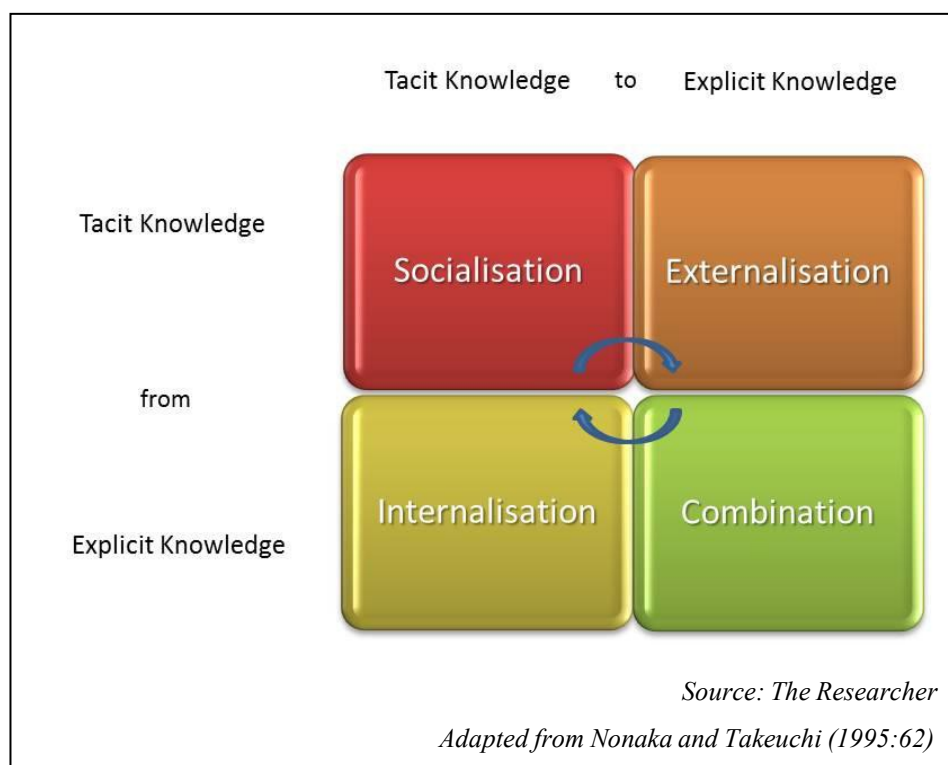 Tacit Knowledge to Explicit Knowledge
Tacit Knowledge
Socialisation Externalisation
from
Internalisation Combination
Explicit Knowledge
Source: The Researcher
Adapted from Nonaka and Takeuchi (1995:62)